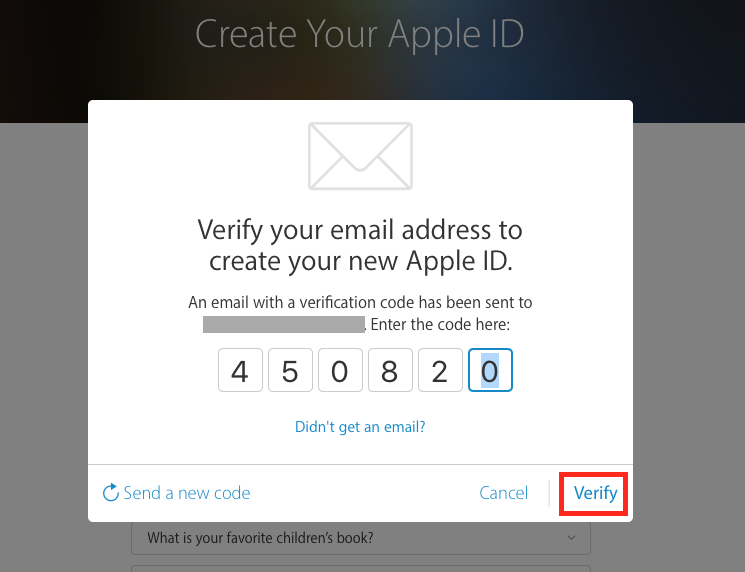 Create Your Apple ID
Verify your email address to
create your new Apple ID.
An email with a verification code has been sent to
. Enter the code here:
4 5 0 8 2 0
Didn't get an email?
Send a new code Cancel Verify
What is your favorite children’s book?